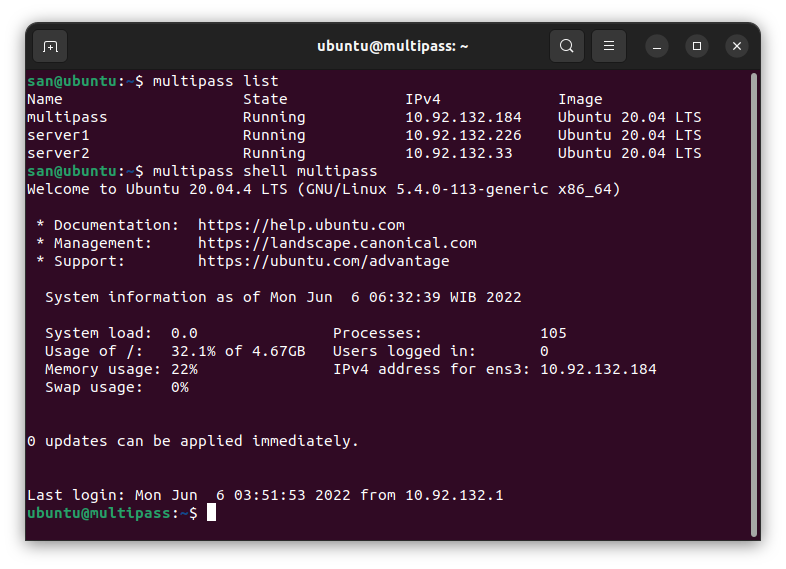 ubuntu@multipass: ~
san@ubuntu:~$ multipass list
Name                    State             IPv4             Image
multipass               Running           10.92.132.184    Ubuntu 20.04 LTS
server1                 Running           10.92.132.226    Ubuntu 20.04 LTS
server2                 Running           10.92.132.33     Ubuntu 20.04 LTS
san@ubuntu:~$ multipass shell multipass
Welcome to Ubuntu 20.04.4 LTS (GNU/Linux 5.4.0-113-generic x86_64)

 * Documentation:  https://help.ubuntu.com
 * Management:     https://landscape.canonical.com
 * Support:        https://ubuntu.com/advantage

  System information as of Mon Jun  6 06:32:39 WIB 2022

  System load:  0.0               Processes:             105
  Usage of /:   32.1% of 4.67GB   Users logged in:       0
  Memory usage: 22%               IPv4 address for ens3: 10.92.132.184
  Swap usage:   0%


0 updates can be applied immediately.


Last login: Mon Jun  6 03:51:53 2022 from 10.92.132.1
ubuntu@multipass:~$